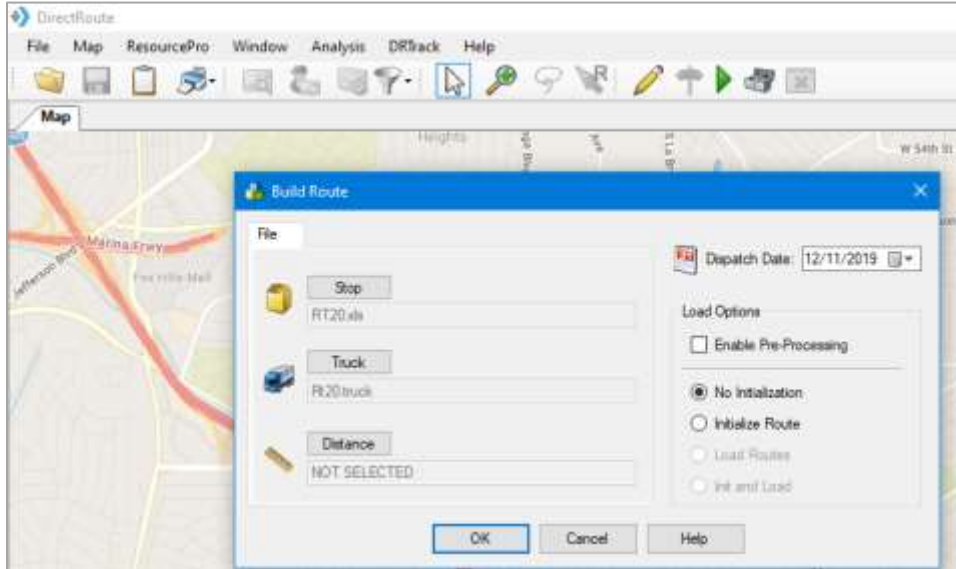 DirectRoute
File Map ResourcePro Window Analysis DRTrack Help
Map
Heights
W 54th St
Build Route
Marina Frwy
Jefferson Blvd
Fox Hills Mall
File
Dispatch Date: 12/11/2019
Stop
RT20.xls
Load Options
Enable Pre-Processing
Truck
Rt20.truck
No Initialization
Initialize Route
Distance
NOT SELECTED
Load Routes
Init and Load
OK Cancel Help